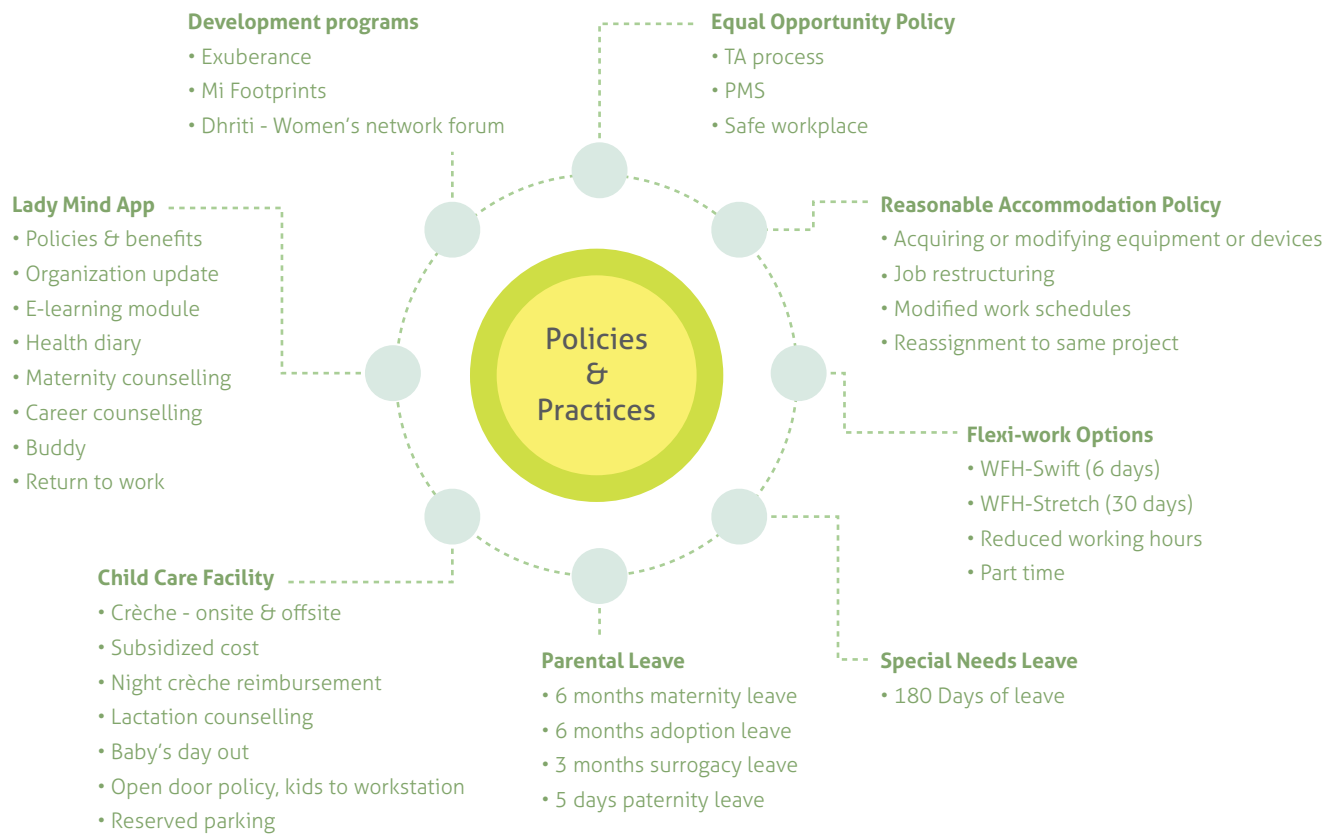 Development programs
• Exuberance
• Mi Footprints
• Dhriti - Women's network forum
Equal Opportunity Policy
• TA process
• PMS
• Safe workplace
Lady Mind App
• Policies & benefits
• Organization update
• E-learning module
• Health diary
• Maternity counselling
• Career counselling
• Buddy
• Return to work
Policies
&
Practices
Reasonable Accommodation Policy
• Acquiring or modifying equipment or devices
• Job restructuring
• Modified work schedules
• Reassignment to same project
Flexi-work Options
• WFH-Swift (6 days)
• WFH-Stretch (30 days)
• Reduced working hours
• Part time
Child Care Facility
• Crèche - onsite & offsite
• Subsidized cost
• Night crèche reimbursement
• Lactation counselling
• Baby's day out
• Open door policy, kids to workstation
• Reserved parking
Parental Leave
• 6 months maternity leave
• 6 months adoption leave
• 3 months surrogacy leave
• 5 days paternity leave
Special Needs Leave
• 180 Days of leave